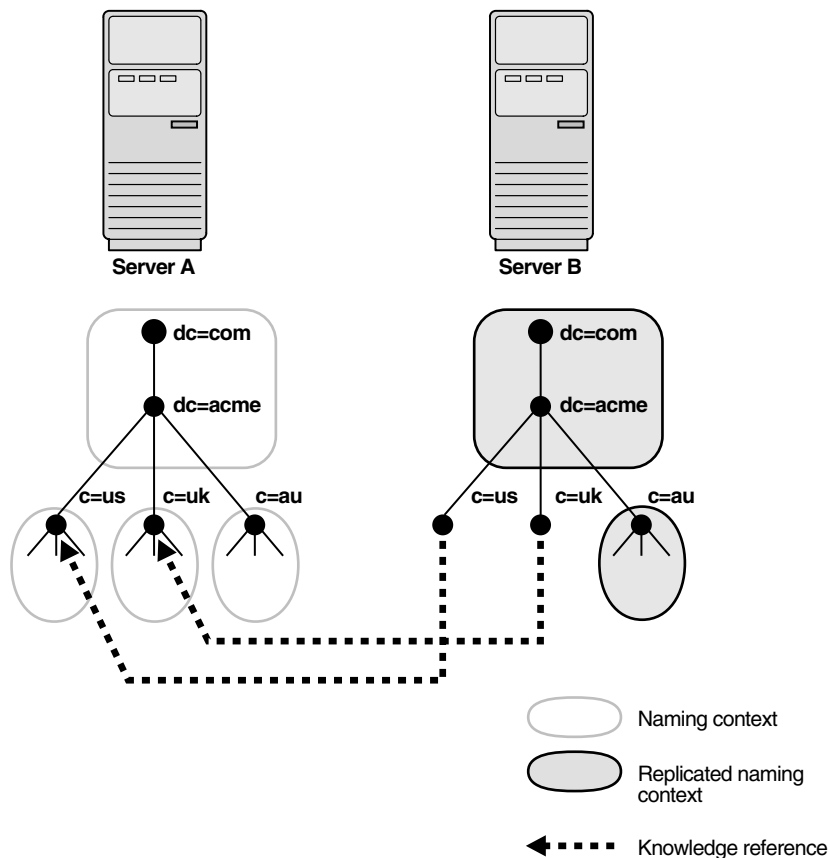 Server A
Server B
dc=com
dc=com
dc=acme
dc=acme
c=us
c=uk
c=au
c=us
c=uk
c=au
Naming context
Replicated naming
context
Knowledge reference